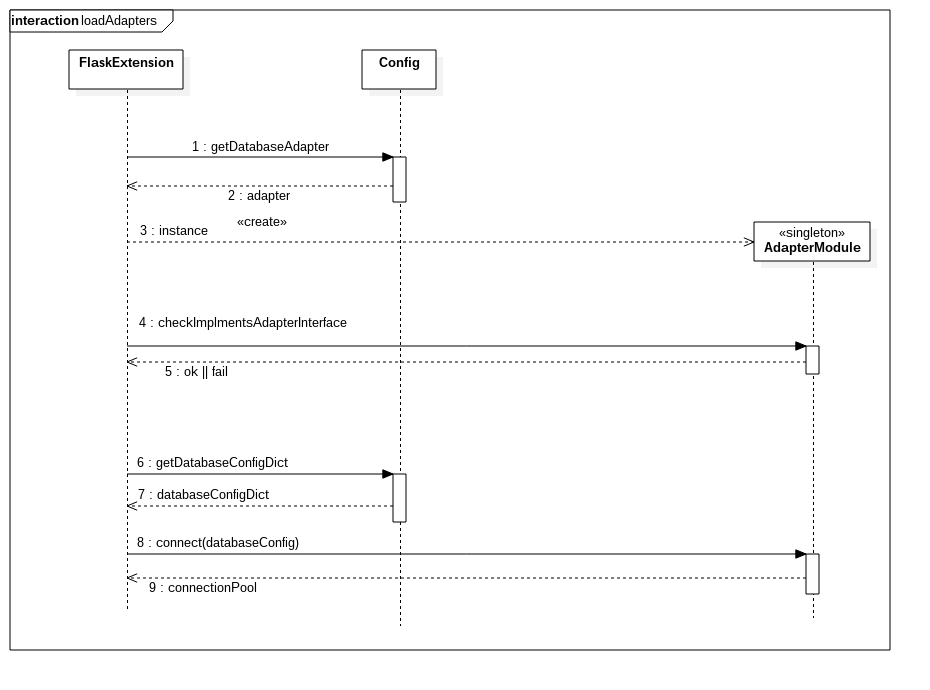 interaction loadAdapters
FlaskExtension
Config
1 : getDatabaseAdapter
2 : adapter
«create»
3 : instance
«singleton»
AdapterModule
4 : checkImplmentsAdapterInterface
5 : ok || fail
6 : getDatabaseConfigDict
7 : databaseConfigDict
8 : connect(databaseConfig)
9 : connectionPool